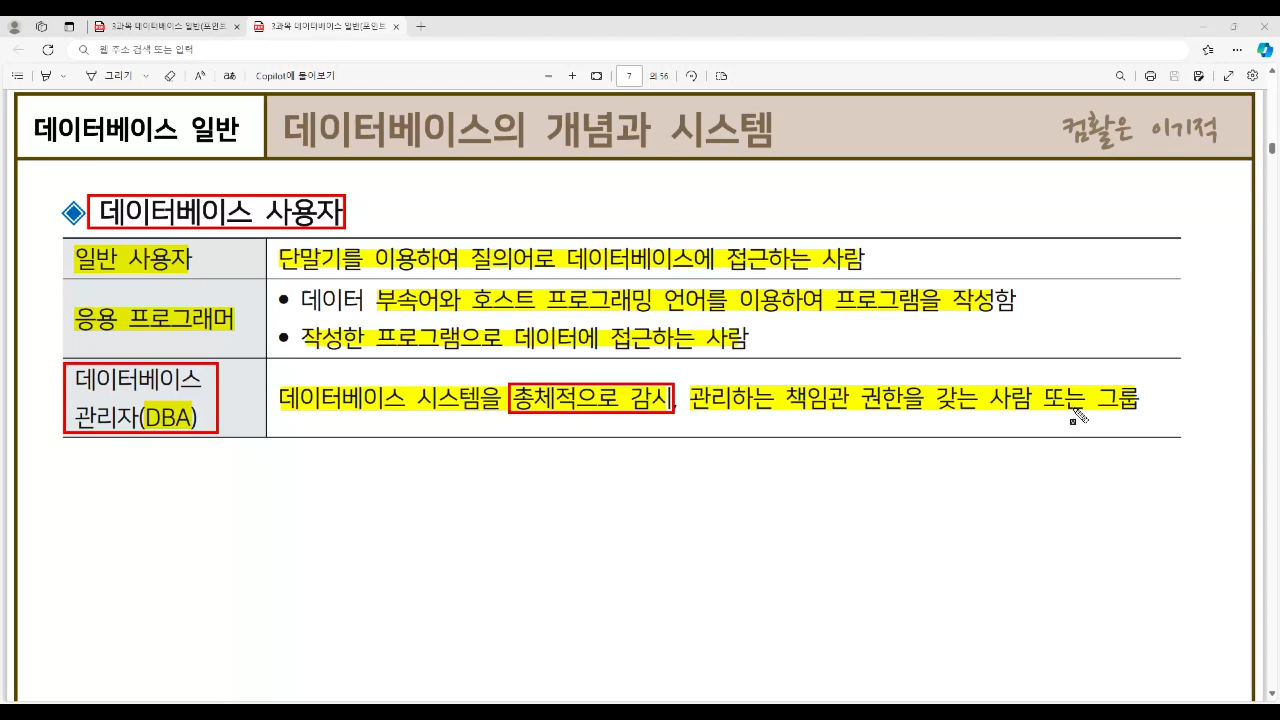 3과목 데이터베이스 일반(포인트
3과목 데이터베이스 일반(포인트
웹 주소 검색 또는 입력
그리기
Copilot에 물어보기
7 의 56
데이터베이스 일반
데이터베이스의 개념과 시스템
컴활은 이기적
데이터베이스 사용자
일반 사용자
단말기를 이용하여 질의어로 데이터베이스에 접근하는 사람
응용 프로그래머
• 데이터 부속어와 호스트 프로그래밍 언어를 이용하여 프로그램을 작성함
• 작성한 프로그램으로 데이터에 접근하는 사람
데이터베이스
관리자(DBA)
데이터베이스 시스템을 총체적으로 감시, 관리하는 책임관 권한을 갖는 사람 또는 그룹